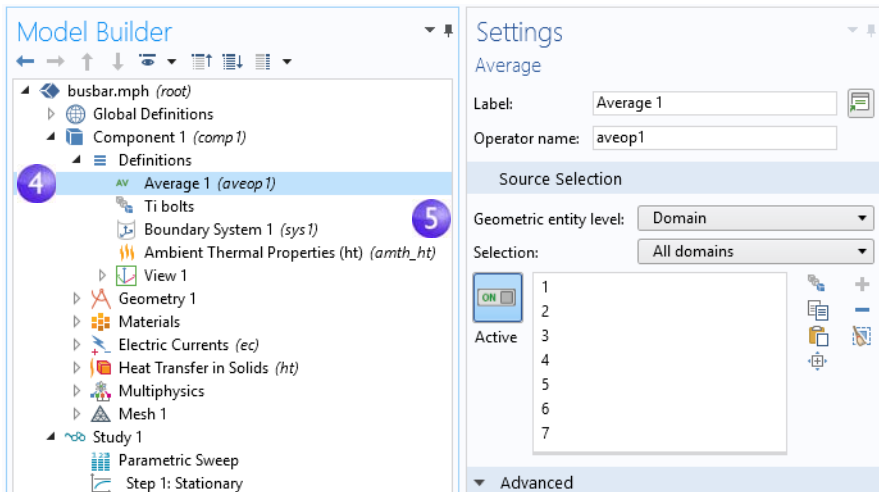 Model Builder
busbar.mph (root)
Global Definitions
Component 1 (comp1)
Definitions
4
AV Average 1 (aveop1)
Ti bolts
Boundary System 1 (sys1)
Ambient Thermal Properties (ht) (amth_ht)
View 1
Geometry 1
Materials
Electric Currents (ec)
Heat Transfer in Solids (ht)
Multiphysics
Mesh 1
Study 1
Parametric Sweep
Step 1: Stationary
Settings
Average
Label: Average 1
Operator name: aveop1
Source Selection
5
Geometric entity level: Domain
Selection: All domains
ON
Active
1
2
3
4
5
6
7
Advanced